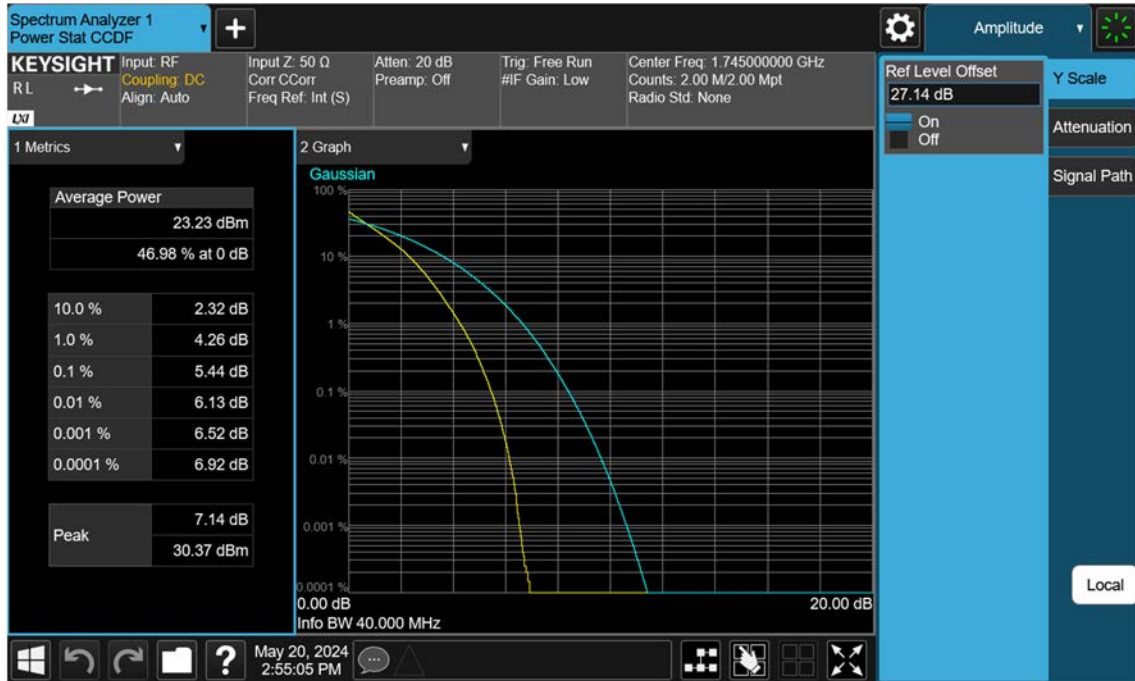 Spectrum Analyzer 1
Power Stat CCDF
Amplitude
KEYSIGHT
R L
LXI
Input: RF
Coupling: DC
Align: Auto
Input Z: 50 Ω
Corr CCorr
Freq Ref: Int (S)
Atten: 20 dB
Preamp: Off
Trig: Free Run
#IF Gain: Low
Center Freq: 1.745000000 GHz
Counts: 2.00 M/2.00 Mpt
Radio Std: None
Ref Level Offset
27.14 dB
On
Off
Y Scale
Attenuation
Signal Path
1 Metrics
Average Power
23.23 dBm
46.98 % at 0 dB
10.0 % 2.32 dB
1.0 % 4.26 dB
0.1 % 5.44 dB
0.01 % 6.13 dB
0.001 % 6.52 dB
0.0001 % 6.92 dB
Peak
7.14 dB
30.37 dBm
2 Graph
Gaussian
100 %
10 %
1 %
0.1 %
0.01 %
0.001 %
0.0001 %
0.00 dB 20.00 dB
Info BW 40.000 MHz
Local
?
May 20, 2024
2:55:05 PM